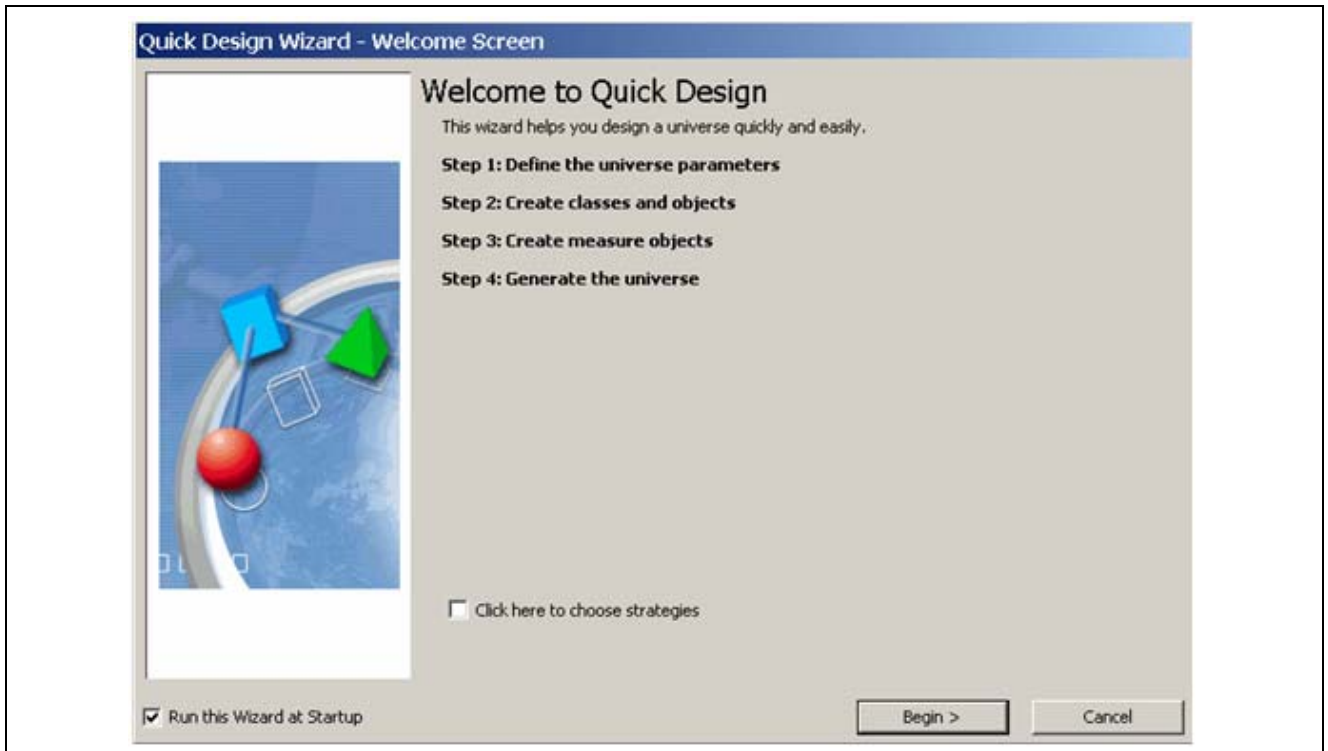 Quick Design Wizard - Welcome Screen
Welcome to Quick Design
This wizard helps you design a universe quickly and easily.
Step 1: Define the universe parameters
Step 2: Create classes and objects
Step 3: Create measure objects
Step 4: Generate the universe
Click here to choose strategies
Run this Wizard at Startup
Begin >
Cancel